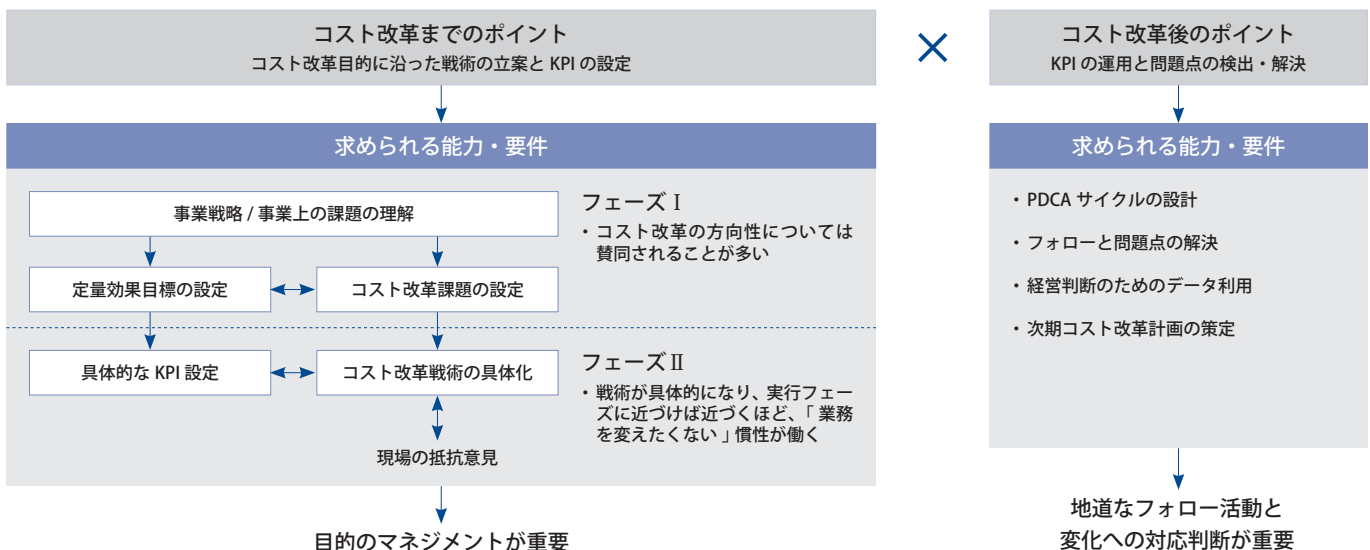 コスト改革までのポイント
コスト改革目的に沿った戦術の立案と KPI の設定
×
コスト改革後のポイント
KPI の運用と問題点の検出・解決
求められる能力・要件
事業戦略 / 事業上の課題の理解
定量効果目標の設定
コスト改革課題の設定
フェーズ Ⅰ
・コスト改革の方向性については
賛同されることが多い
具体的な KPI 設定
コスト改革戦術の具体化
現場の抵抗意見
フェーズ Ⅱ
・戦術が具体的になり、実行フェー
ズに近づけば近づくほど、「 業務
を変えたくない 」慣性が働く
目的のマネジメントが重要
求められる能力・要件
・PDCA サイクルの設計
・フォローと問題点の解決
・経営判断のためのデータ利用
・次期コスト改革計画の策定
地道なフォロー活動と
変化への対応判断が重要